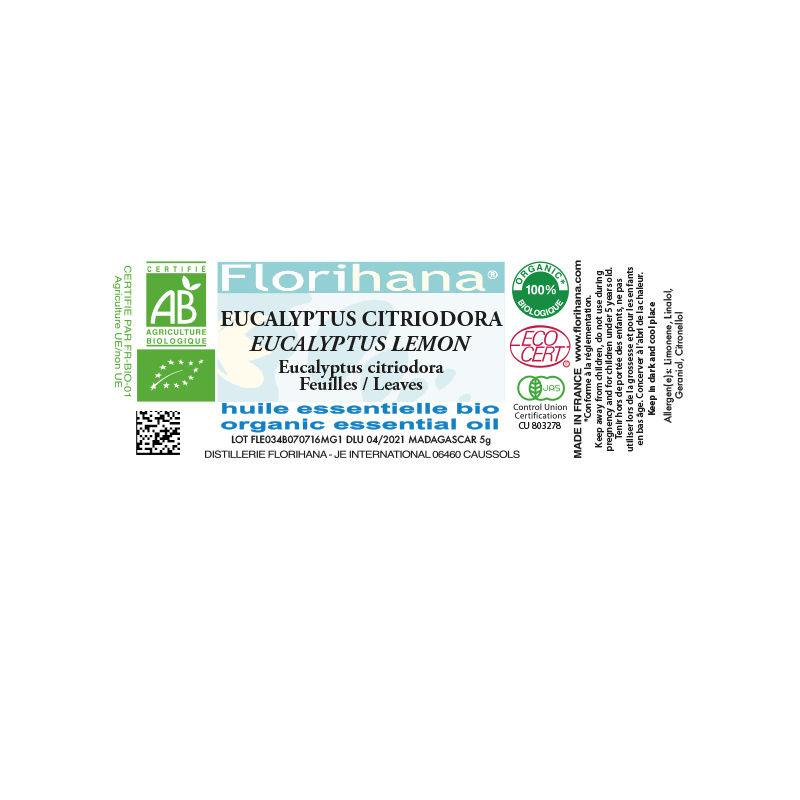 CERTIFIE PAR FR-BIO-01
Agriculture UE/non UE
CERTIFIÉ
AB
AGRICULTURE
BIOLOGIQUE
Florihana®
EUCALYPTUS CITRIODORA
EUCALYPTUS LEMON
Eucalyptus citriodora
Feuilles / Leaves
huile essentielle bio
organic essential oil
LOT FLE034B070716MG1 DLU 04/2021 MADAGASCAR 5g
DISTILLERIE FLORIHANA - JE INTERNATIONAL 06460 CAUSSOLS
ORGANIC*
100%
BIOLOGIQUE
ECO
CERT
JAS
Control Union
Certifications
CU 803278
MADE IN FRANCE www.florihana.com
*Conforme à la réglementation.
Keep away from children, do not use during
pregnancy and for children under 5 years old.
Tenir hors de portée des enfants, ne pas
utiliser lors de la grossesse et pour les enfants
en bas âge. Concerver à l'abri de la chaleur.
Keep in dark and cool place
Allergen(e)s: Limonene, Linalol,
Geraniol, Citronellol